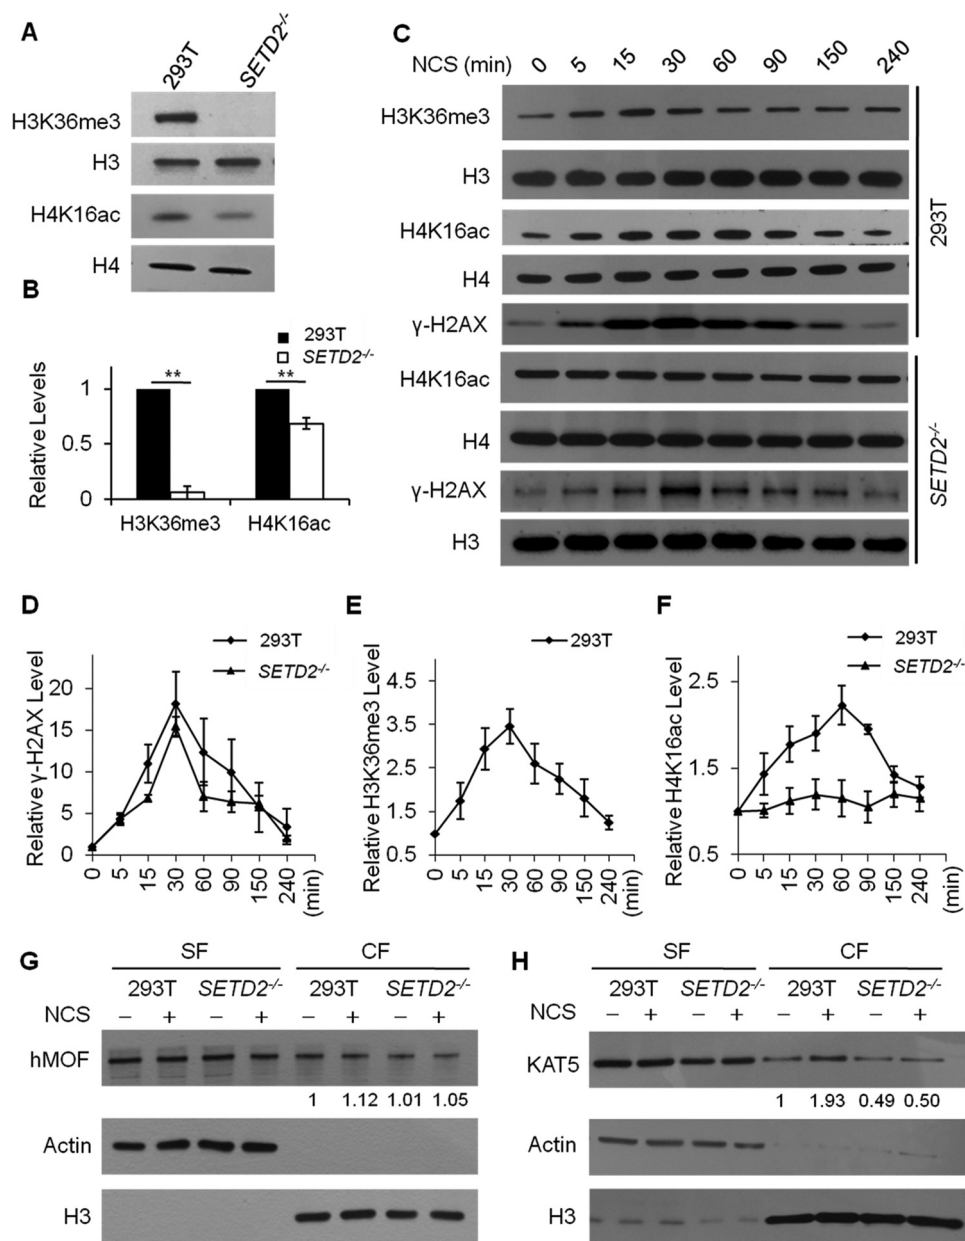 A
293T SETD2-/-
H3K36me3
H3
H4K16ac
H4
B
293T
SETD2-/-
Relative Levels
1
0.5
0
** **
H3K36me3 H4K16ac
C
NCS (min) 0 5 15 30 60 90 150 240
H3K36me3
H3
H4K16ac
H4
γ-H2AX
293T
H4K16ac
H4
γ-H2AX
H3
SETD2-/-
D
293T
SETD2-/-
Relative γ-H2AX Level
20
15
10
5
0
0 5 15 30 60 90 150 240 (min)
E
293T
Relative H3K36me3 Level
4.5
3.5
2.5
1.5
0.5
0 5 15 30 60 90 150 240 (min)
F
293T
SETD2-/-
Relative H4K16ac Level
2.5
1.5
0.5
0 5 15 30 60 90 150 240 (min)
G
SF CF
293T SETD2-/- 293T SETD2-/-
NCS − + − + − + − +
hMOF
1 1.12 1.01 1.05
Actin
H3
H
SF CF
293T SETD2-/- 293T SETD2-/-
NCS − + − + − + − +
KAT5
1 1.93 0.49 0.50
Actin
H3